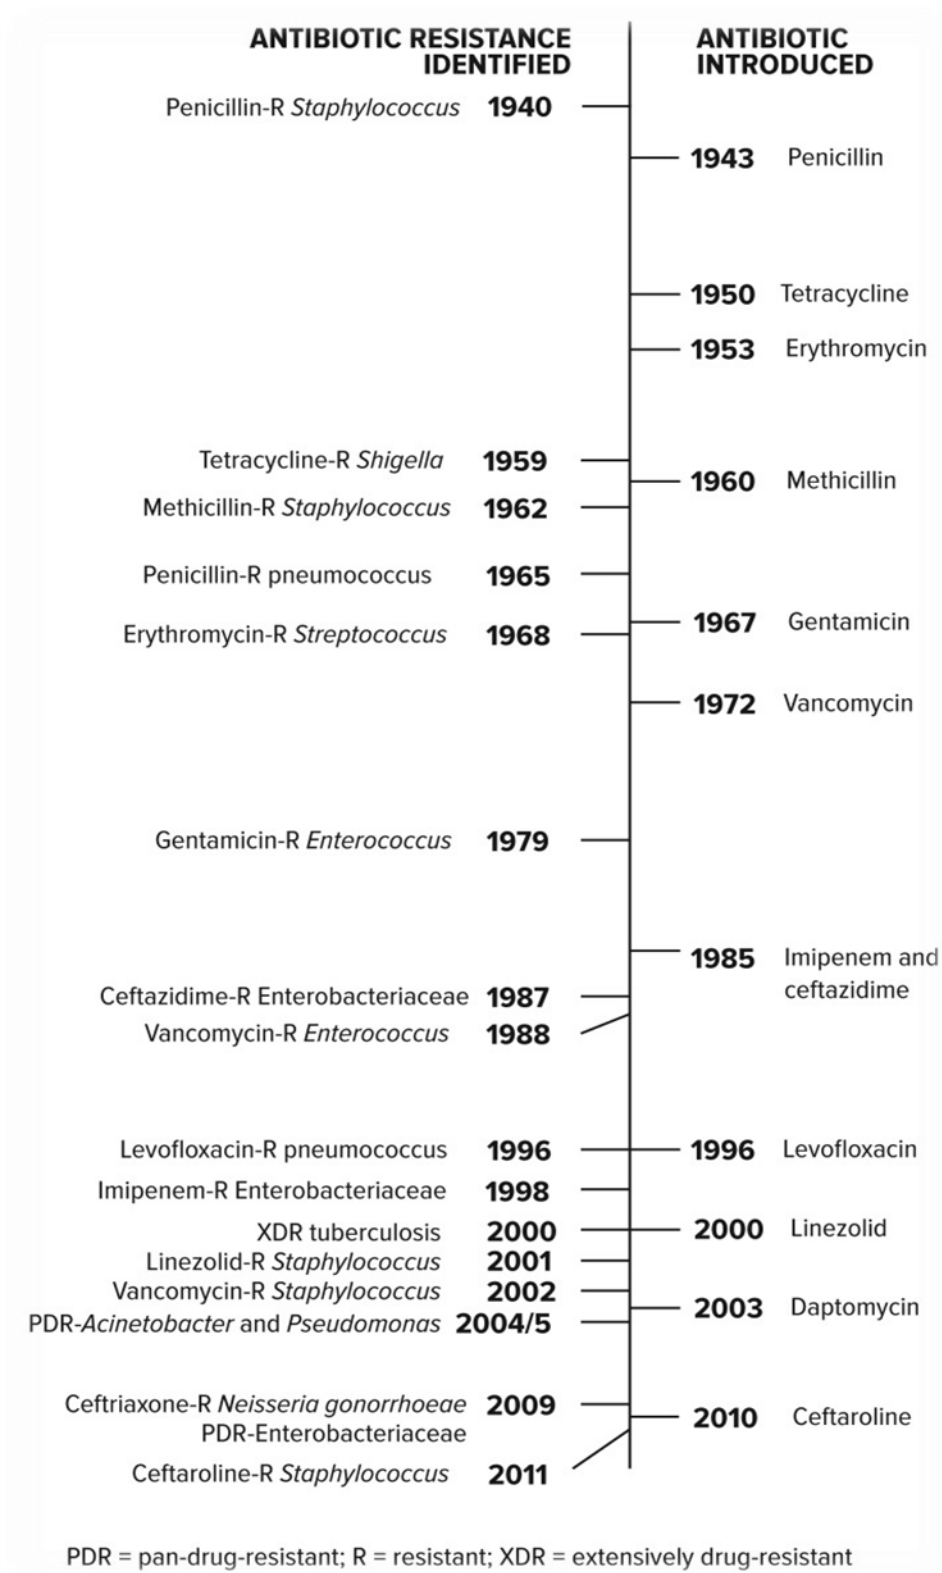 ANTIBIOTIC RESISTANCE
IDENTIFIED
ANTIBIOTIC
INTRODUCED
Penicillin-R Staphylococcus 1940
1943 Penicillin
1950 Tetracycline
1953 Erythromycin
Tetracycline-R Shigella 1959
1960 Methicillin
Methicillin-R Staphylococcus 1962
Penicillin-R pneumococcus 1965
1967 Gentamicin
Erythromycin-R Streptococcus 1968
1972 Vancomycin
Gentamicin-R Enterococcus 1979
1985 Imipenem and
ceftazidime
Ceftazidime-R Enterobacteriaceae 1987
Vancomycin-R Enterococcus 1988
Levofloxacin-R pneumococcus 1996
1996 Levofloxacin
Imipenem-R Enterobacteriaceae 1998
XDR tuberculosis 2000
2000 Linezolid
Linezolid-R Staphylococcus 2001
Vancomycin-R Staphylococcus 2002
2003 Daptomycin
PDR-Acinetobacter and Pseudomonas 2004/5
Ceftriaxone-R Neisseria gonorrhoeae 2009
PDR-Enterobacteriaceae
2010 Ceftaroline
Ceftaroline-R Staphylococcus 2011
PDR = pan-drug-resistant; R = resistant; XDR = extensively drug-resistant